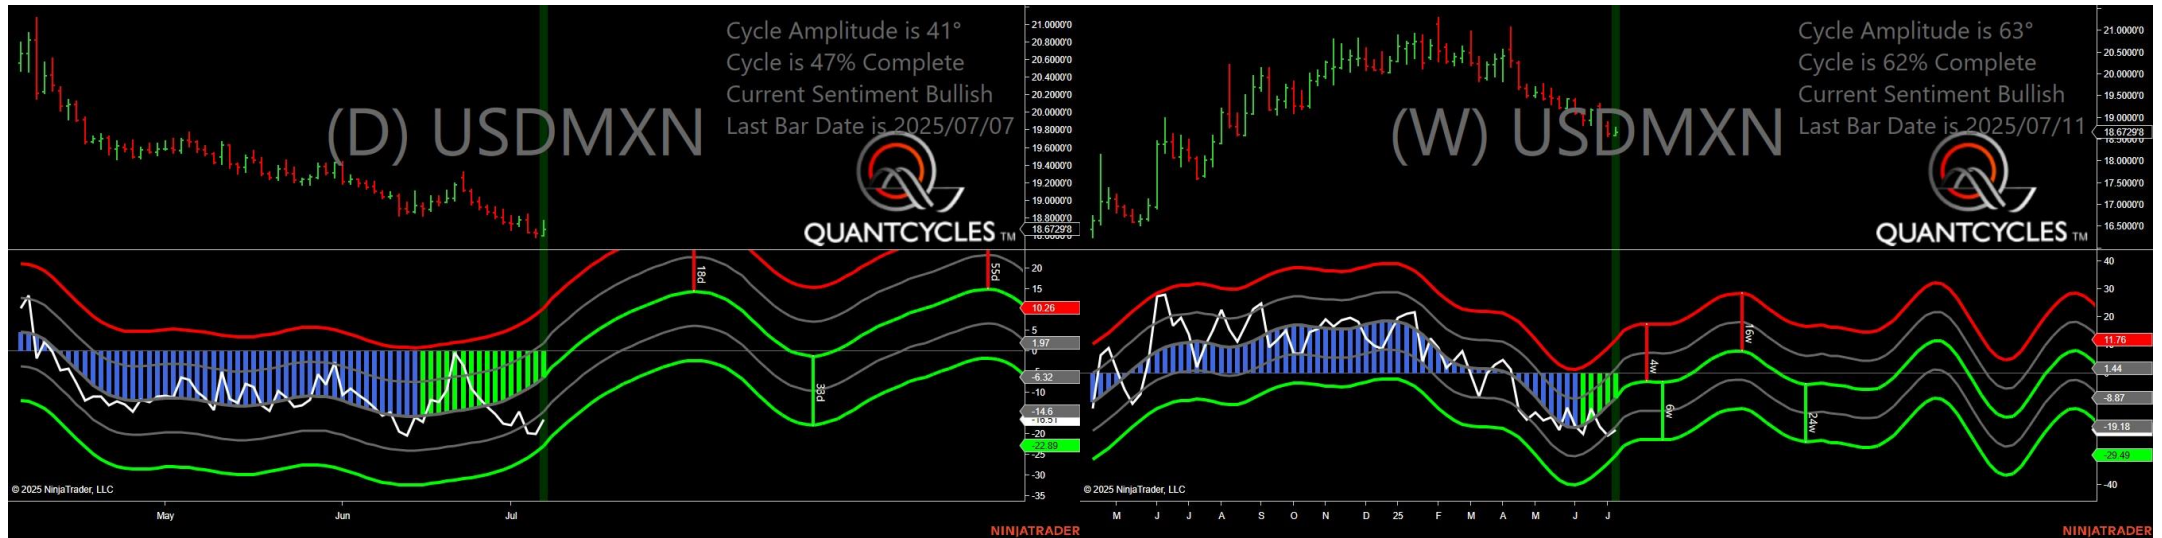 Cycle Amplitude is 41°
Cycle is 47% Complete
Current Sentiment Bullish
Last Bar Date is 2025/07/07
(D) USDMXN
QUANTCYCLES TM
21.0000'0
20.8000'0
20.6000'0
20.4000'0
20.2000'0
20.0000'0
19.8000'0
19.6000'0
19.4000'0
19.2000'0
19.0000'0
18.8000'0
18.6729'8
18d
55d
33d
20
15
10.26
5
1.97
0
-6.32
-10
-14.6
-16.51
-20
-22.89
-25
-30
-35
© 2025 NinjaTrader, LLC
May
Jun
Jul
NINJATRADER
Cycle Amplitude is 63°
Cycle is 62% Complete
Current Sentiment Bullish
Last Bar Date is 2025/07/11
(W) USDMXN
QUANTCYCLES TM
21.0000'0
20.5000'0
20.0000'0
19.5000'0
19.0000'0
18.6729'8
18.5000'0
18.0000'0
17.5000'0
17.0000'0
16.5000'0
4w
16w
6w
24w
40
30
20
11.76
1.44
-8.87
-19.18
-29.49
-40
© 2025 NinjaTrader, LLC
M
J
J
A
S
O
N
D
25
F
M
A
M
J
J
NINJATRADER